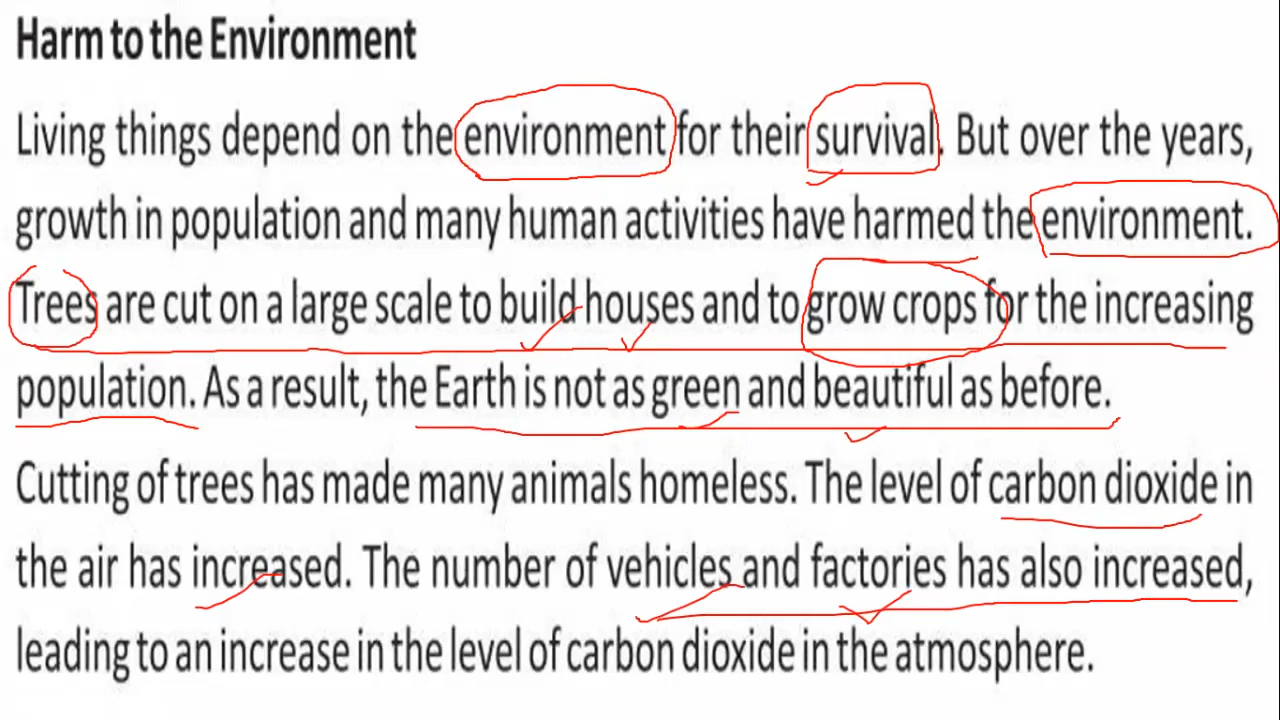 Harm to the Environment
Living things depend on the environment for their survival. But over the years,
growth in population and many human activities have harmed the environment.
Trees are cut on a large scale to build houses and to grow crops for the increasing
population. As a result, the Earth is not as green and beautiful as before.
Cutting of trees has made many animals homeless. The level of carbon dioxide in
the air has increased. The number of vehicles and factories has also increased,
leading to an increase in the level of carbon dioxide in the atmosphere.